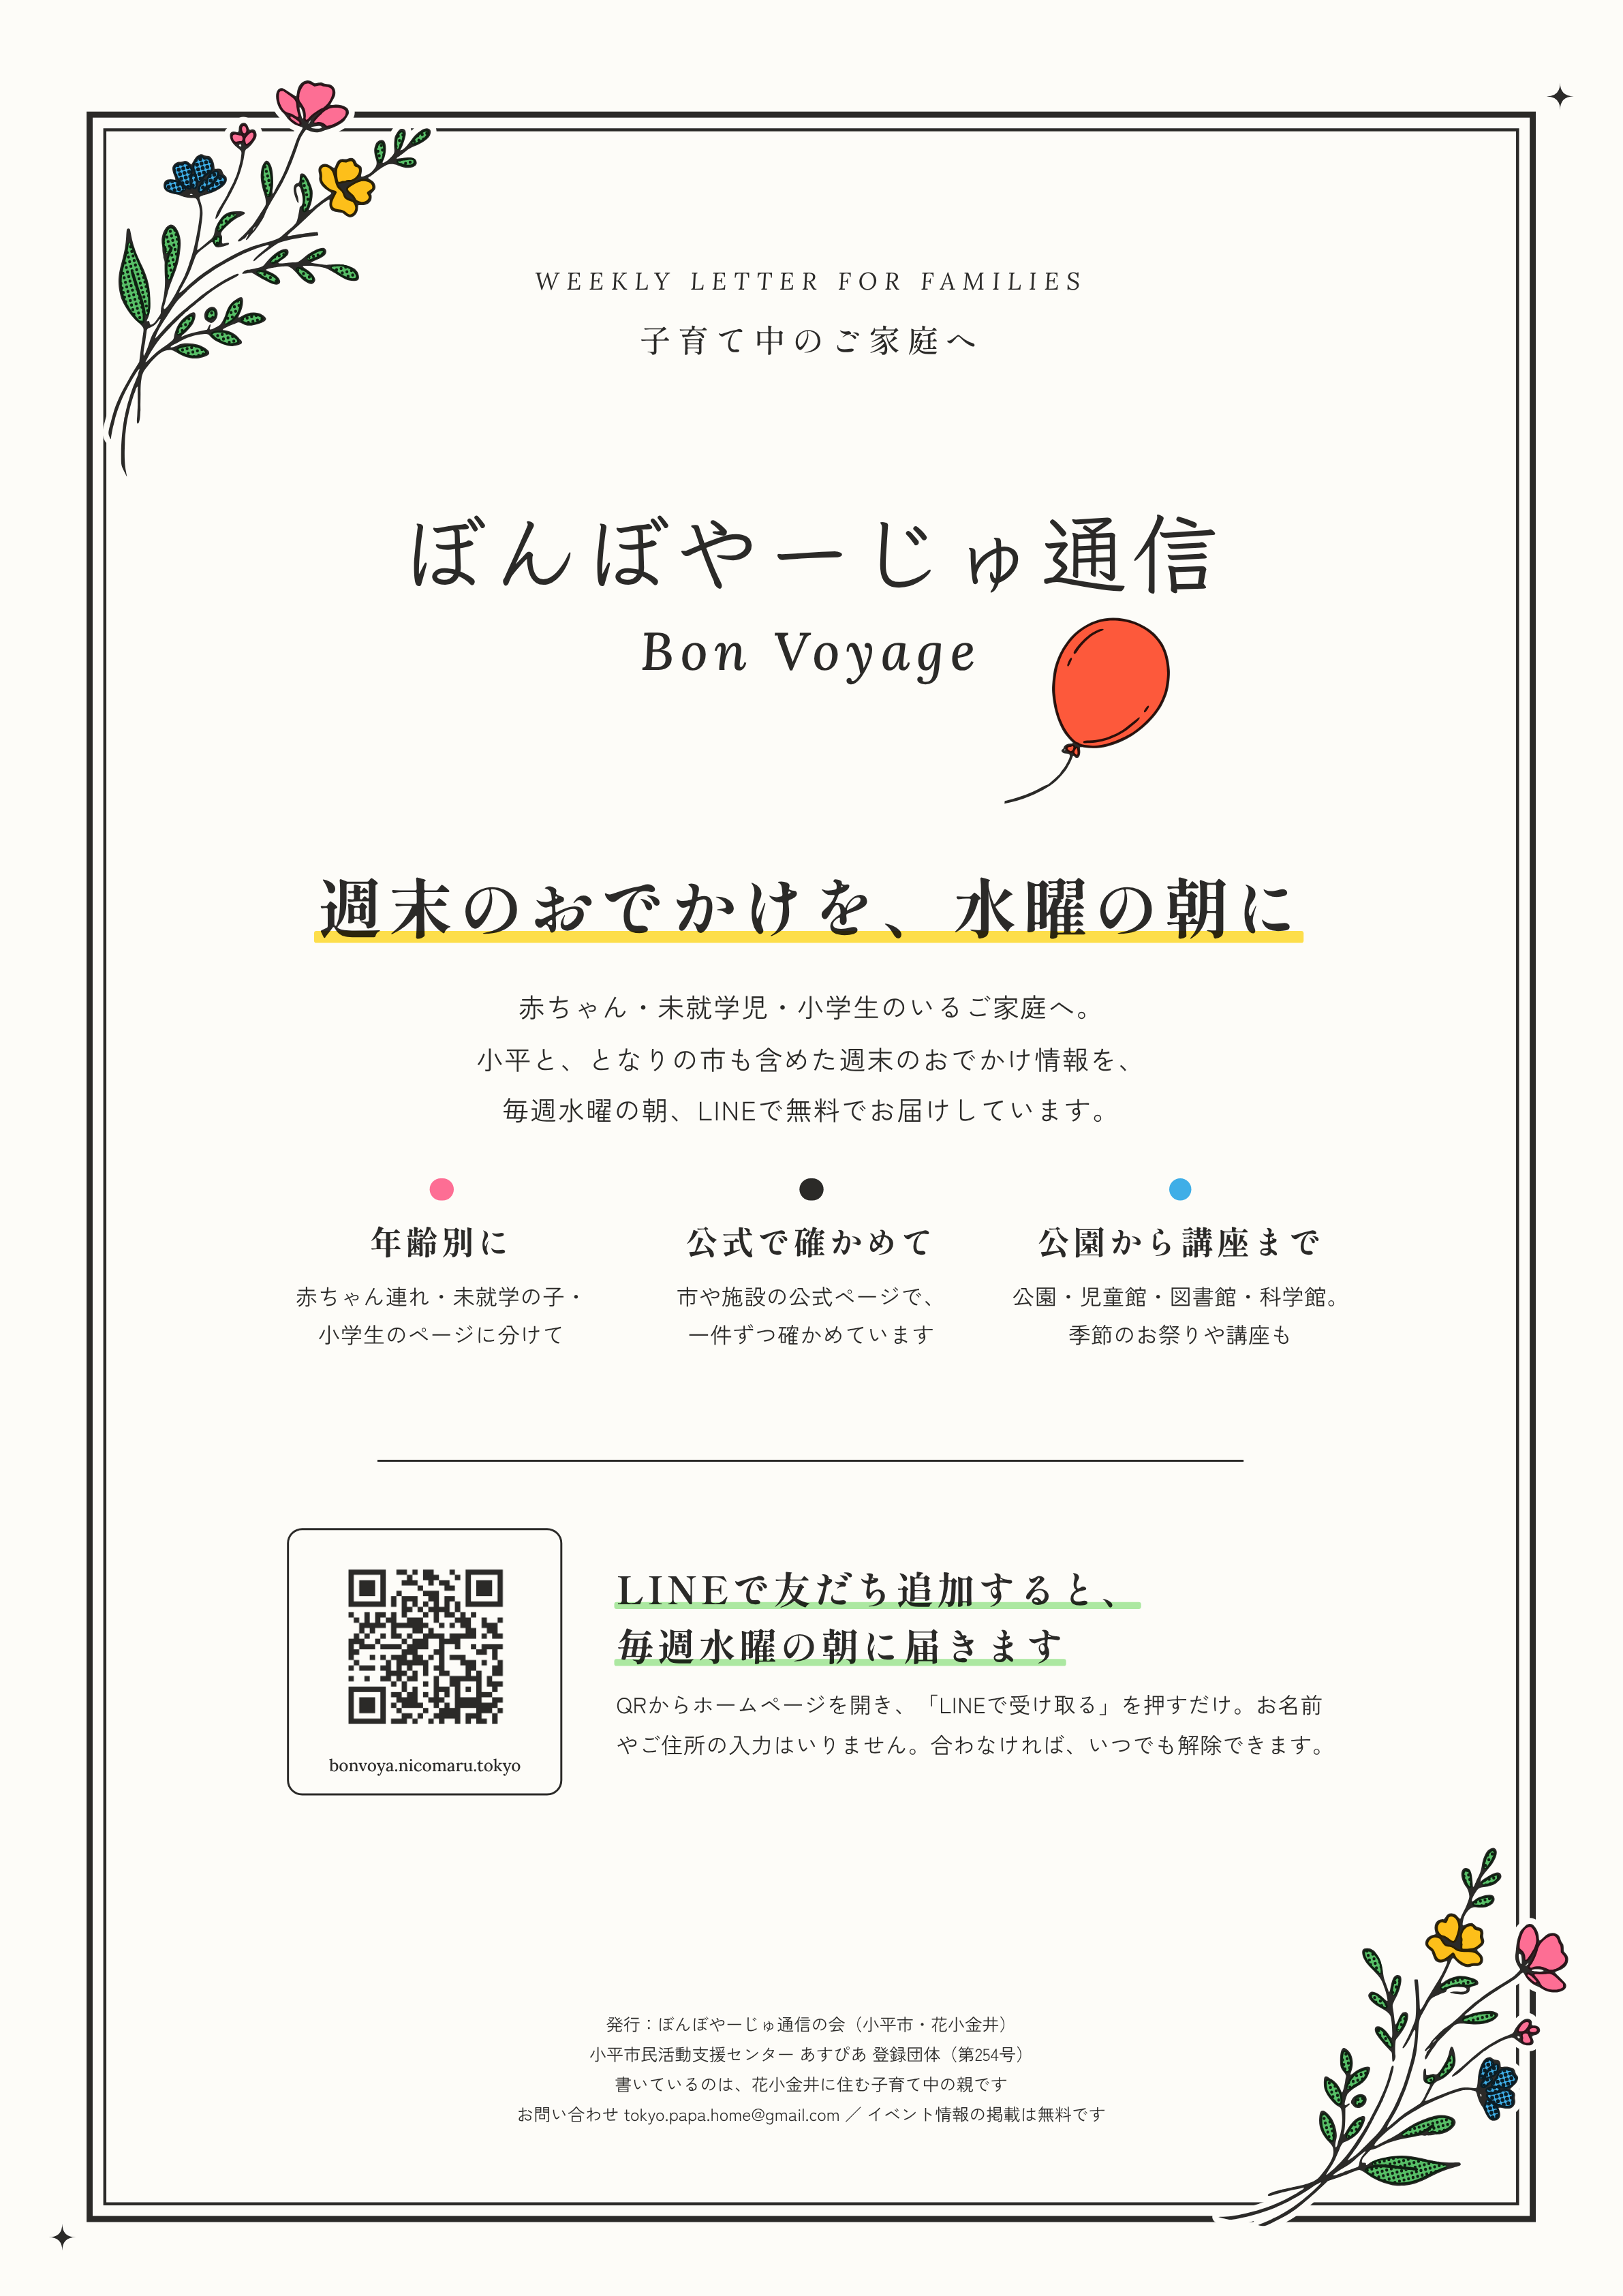 WEEKLY LETTER FOR FAMILIES
子育て中のご家庭へ
ぼんぼやーじゅ通信
Bon Voyage
週末のおでかけを、水曜の朝に
赤ちゃん・未就学児・小学生のいるご家庭へ。
小平と、となりの市も含めた週末のおでかけ情報を、
毎週水曜の朝、LINEで無料でお届けしています。
年齢別に
赤ちゃん連れ・未就学の子・
小学生のページに分けて
公式で確かめて
市や施設の公式ページで、
一件ずつ確かめています
公園から講座まで
公園・児童館・図書館・科学館。
季節のお祭りや講座も
bonvoya.nicomaru.tokyo
LINEで友だち追加すると、
毎週水曜の朝に届きます
QRからホームページを開き、「LINEで受け取る」を押すだけ。お名前
やご住所の入力はいりません。合わなければ、いつでも解除できます。
発行：ぼんぼやーじゅ通信の会（小平市・花小金井）
小平市民活動支援センター あすぴあ 登録団体（第254号）
書いているのは、花小金井に住む子育て中の親です
お問い合わせ tokyo.papa.home@gmail.com ／ イベント情報の掲載は無料です